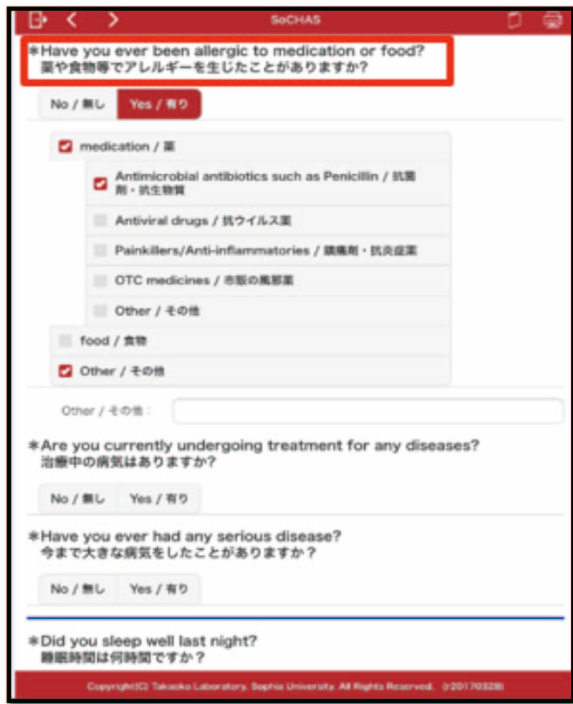 SoCHAS
*Have you ever been allergic to medication or food?
薬や食物等でアレルギーを生じたことがありますか?
No / 無し Yes / 有り
medication / 薬
Antimicrobial antibiotics such as Penicillin / 抗菌
剤・抗生物質
Antiviral drugs / 抗ウイルス薬
Painkillers/Anti-inflammatories / 鎮痛剤・抗炎症薬
OTC medicines / 市販の風邪薬
Other / その他
food / 食物
Other / その他
Other / その他 :
*Are you currently undergoing treatment for any diseases?
治療中の病気はありますか?
No / 無し Yes / 有り
*Have you ever had any serious disease?
今まで大きな病気をしたことがありますか？
No / 無し Yes / 有り
*Did you sleep well last night?
睡眠時間は何時間ですか？
Copyright(C) Takaoka Laboratory, Sophia University. All Rights Reserved. (r20170328)